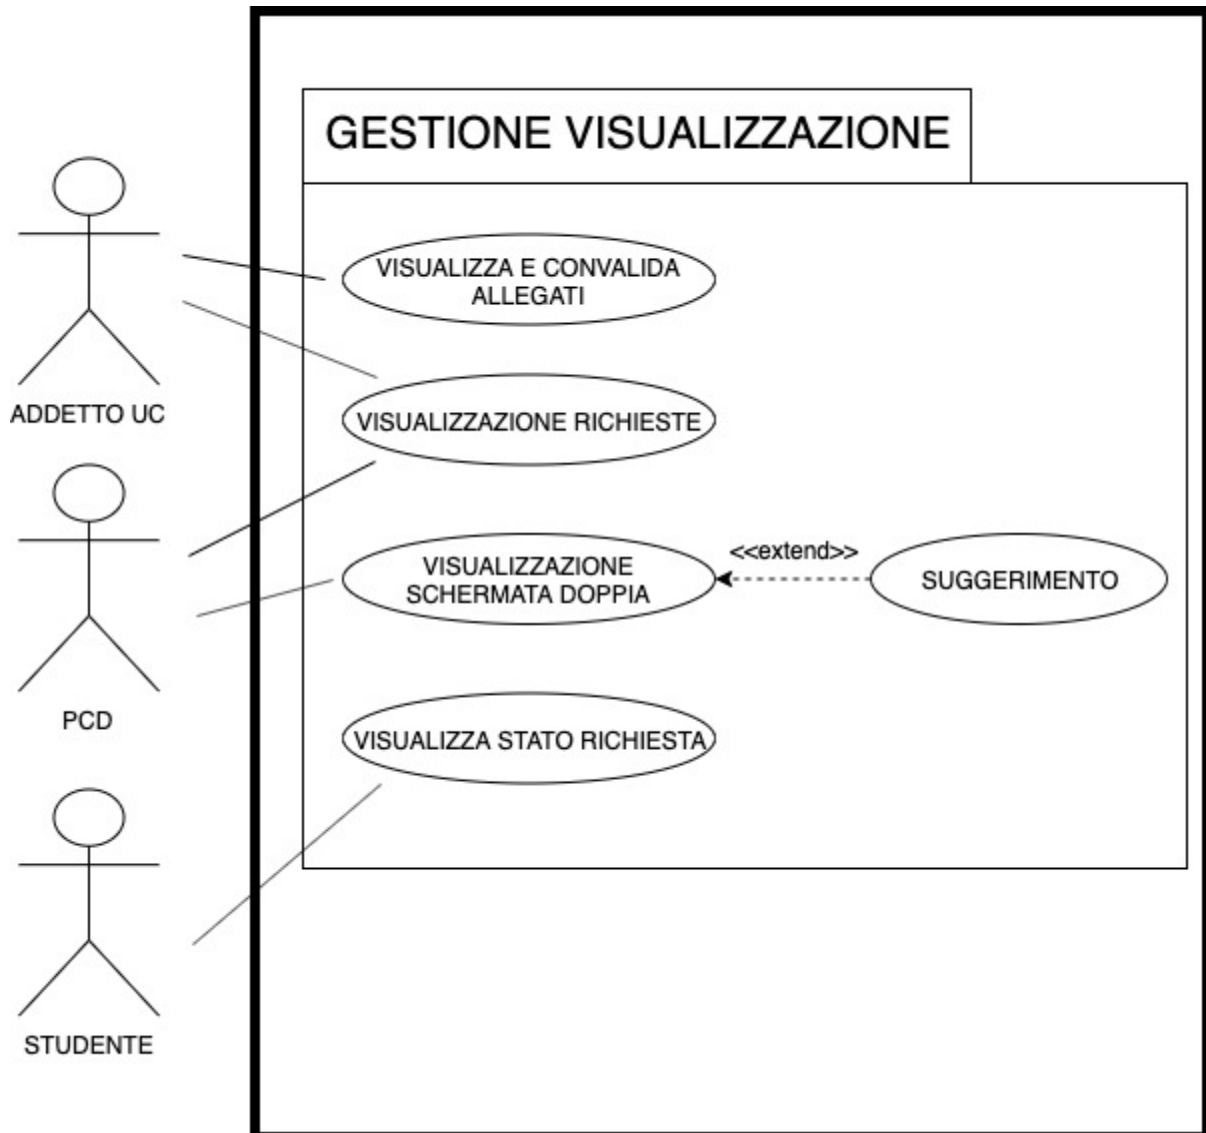 GESTIONE VISUALIZZAZIONE
VISUALIZZA E CONVALIDA
ALLEGATI
ADDETTO UC
VISUALIZZAZIONE RICHIESTE
VISUALIZZAZIONE
SCHERMATA DOPPIA
<<extend>>
SUGGERIMENTO
PCD
VISUALIZZA STATO RICHIESTA
STUDENTE